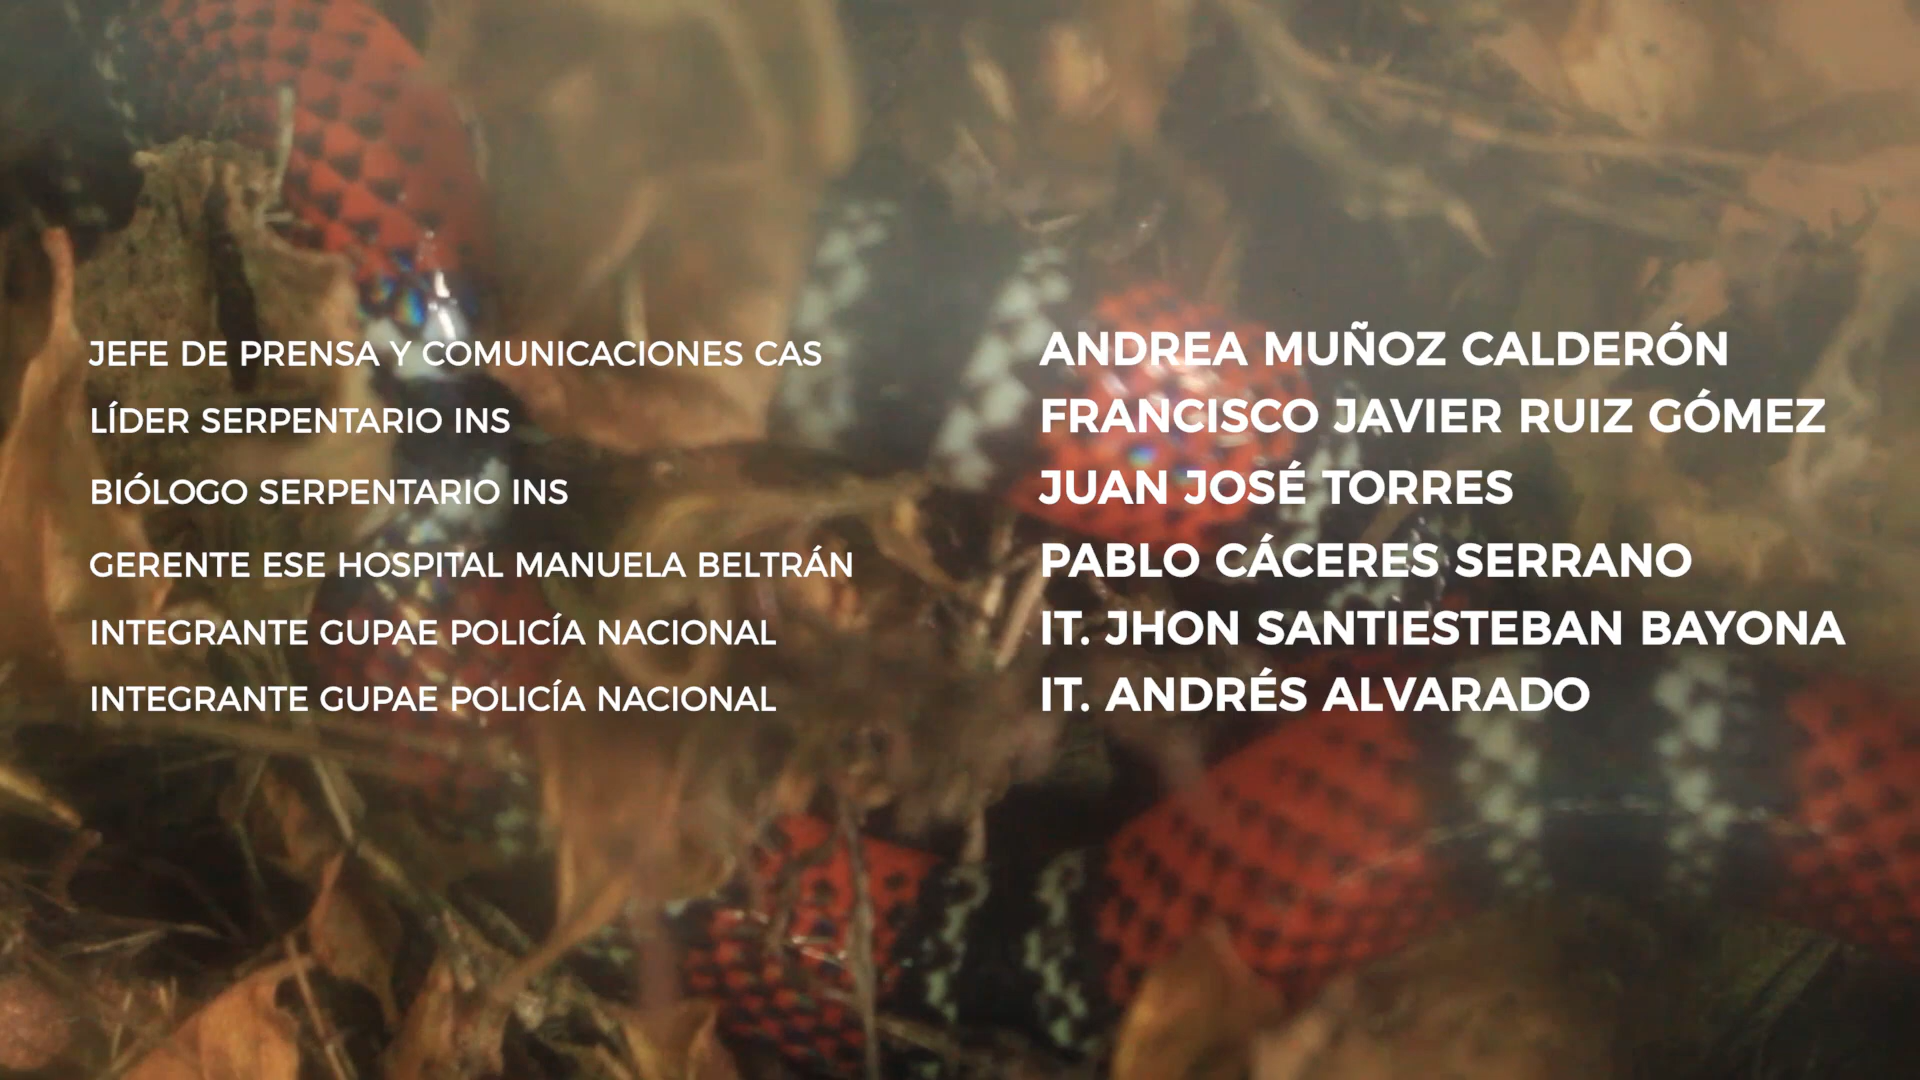 JEFE DE PRENSA Y COMUNICACIONES CAS ANDREA MUÑOZ CALDERÓN
LÍDER SERPENTARIO INS FRANCISCO JAVIER RUIZ GÓMEZ
BIÓLOGO SERPENTARIO INS JUAN JOSÉ TORRES
GERENTE ESE HOSPITAL MANUELA BELTRÁN PABLO CÁCERES SERRANO
INTEGRANTE GUPAE POLICÍA NACIONAL IT. JHON SANTIESTEBAN BAYONA
INTEGRANTE GUPAE POLICÍA NACIONAL IT. ANDRÉS ALVARADO